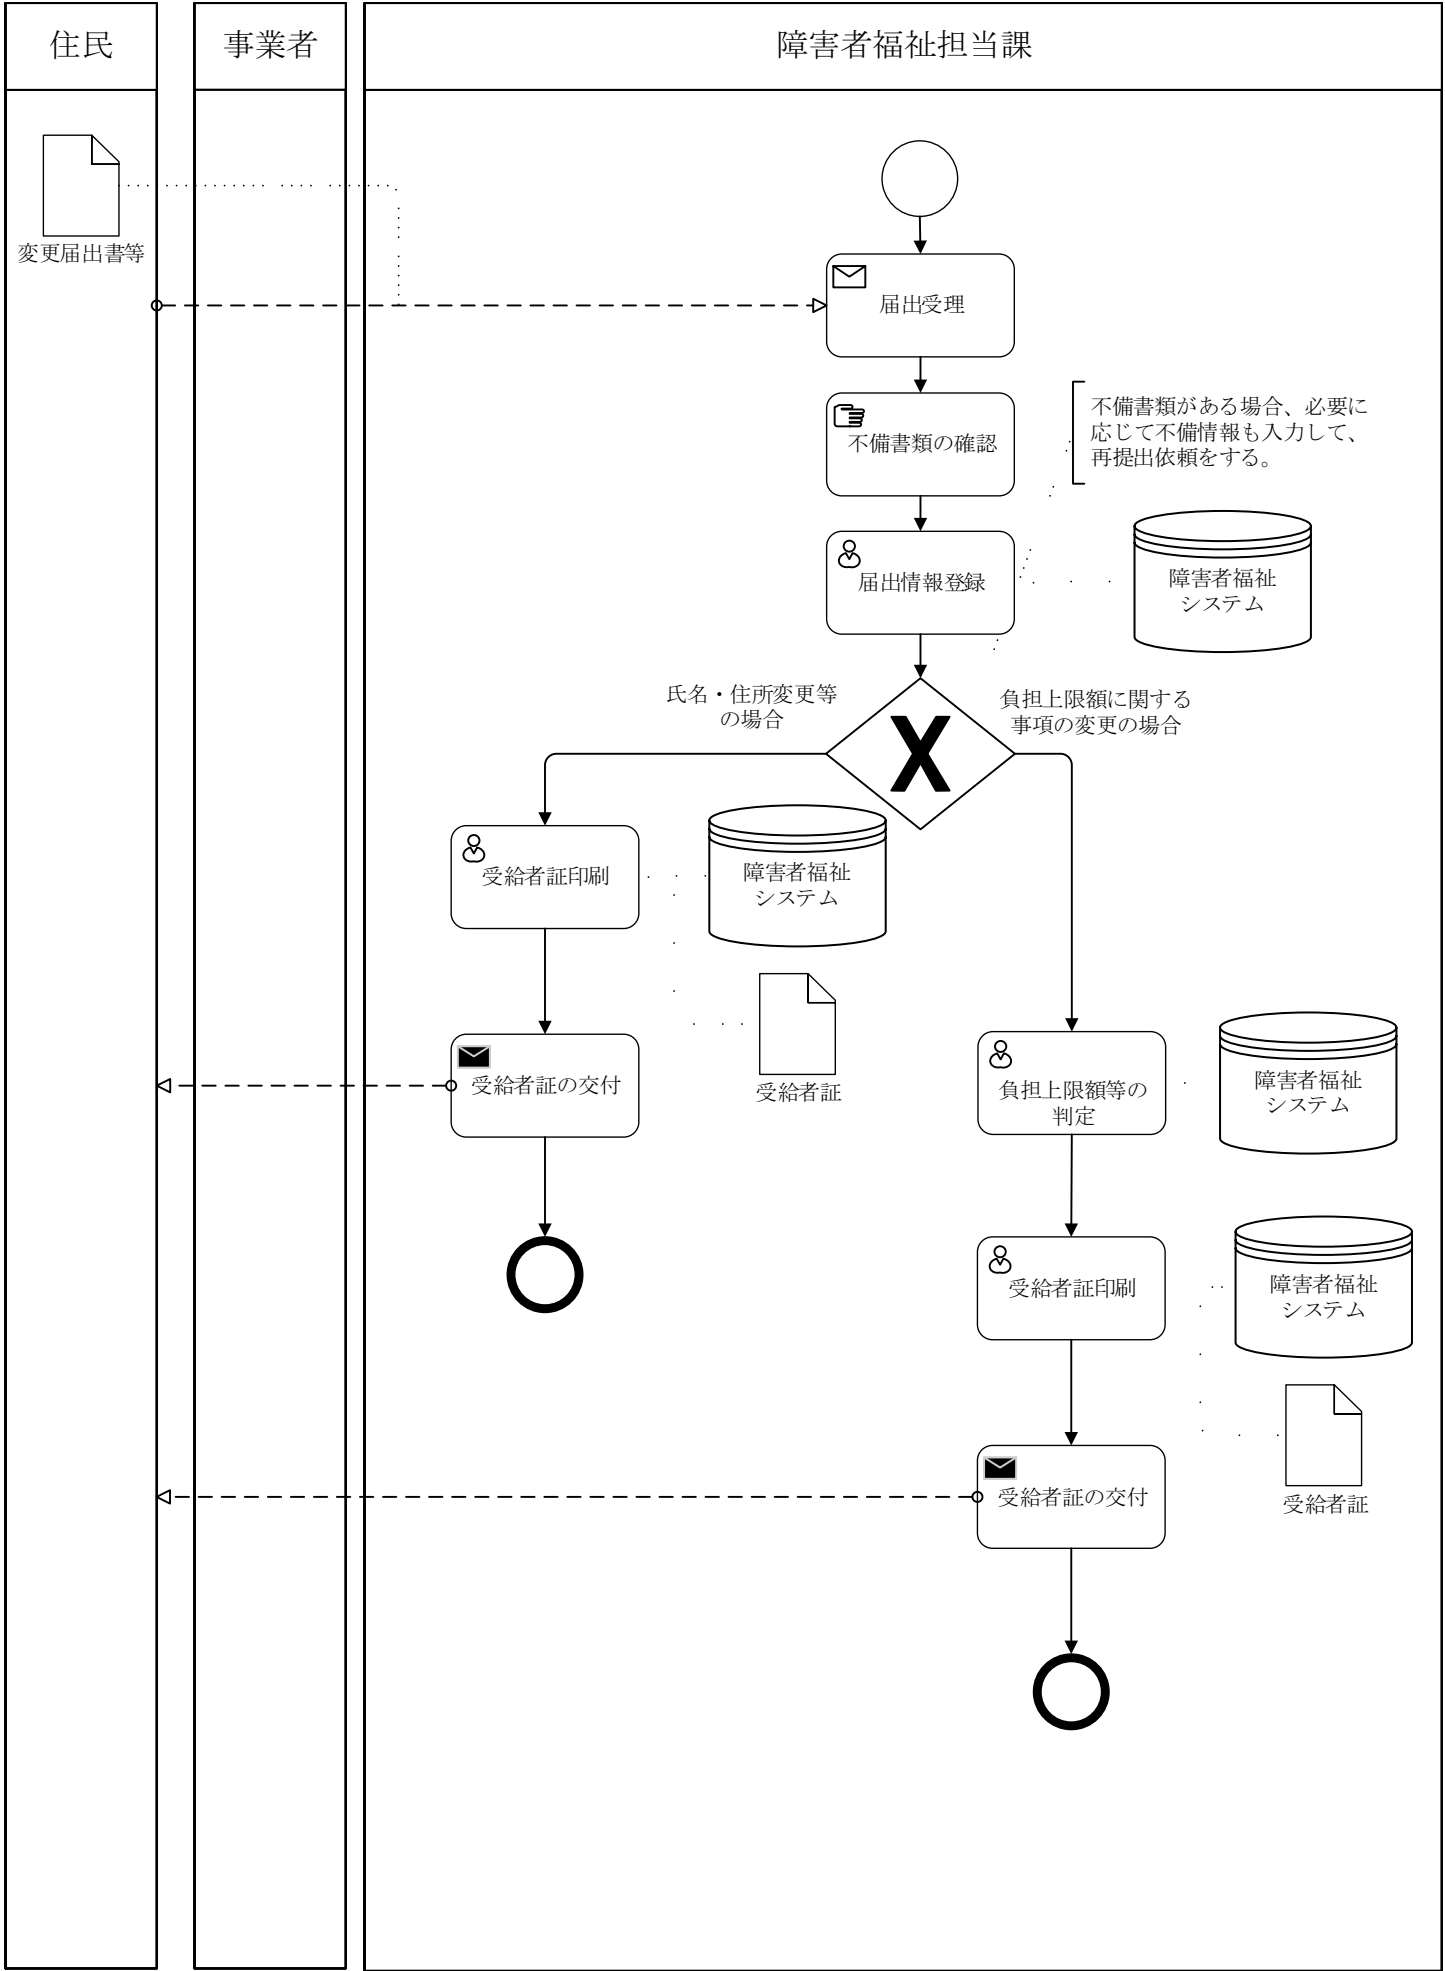 住民
事業者
障害者福祉担当課
変更届出書等
届出受理
不備書類の確認
不備書類がある場合、必要に
応じて不備情報も入力して、
再提出依頼をする。
届出情報登録
障害者福祉
システム
氏名・住所変更等
の場合
負担上限額に関する
事項の変更の場合
受給者証印刷
障害者福祉
システム
受給者証
受給者証の交付
負担上限額等の
判定
障害者福祉
システム
受給者証印刷
障害者福祉
システム
受給者証
受給者証の交付